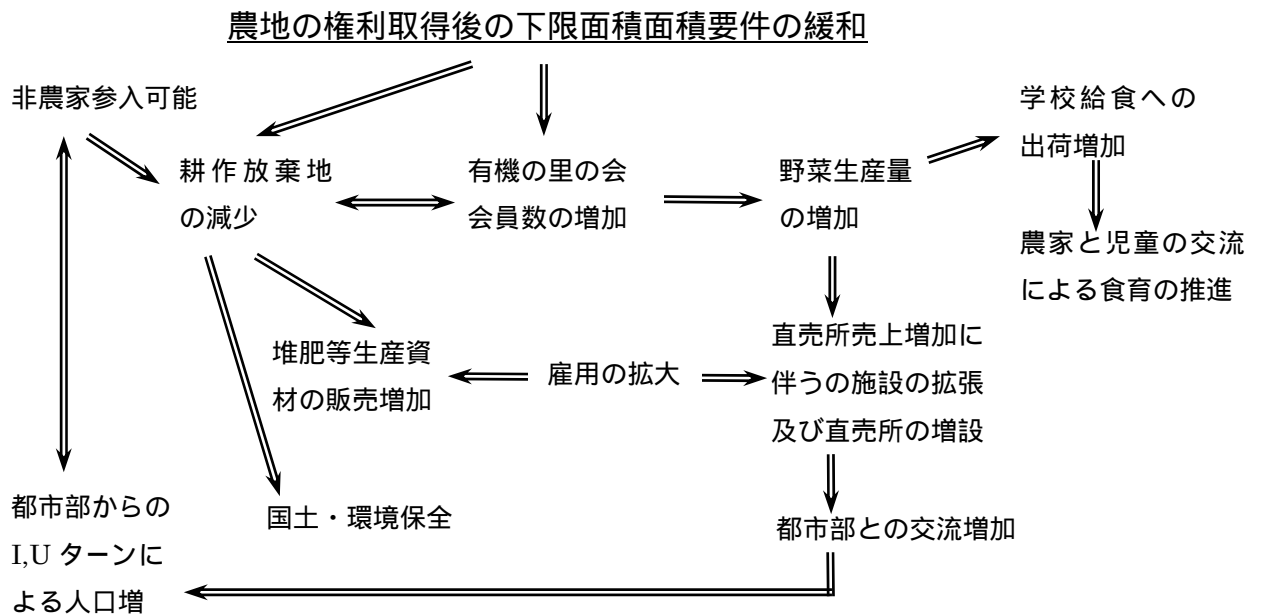 農地の権利取得後の下限面積面積要件の緩和
非農家参入可能
耕作放棄地
の減少
有機の里の会
会員数の増加
野菜生産量
の増加
学校給食への
出荷増加
農家と児童の交流
による食育の推進
堆肥等生産資
材の販売増加
雇用の拡大
直売所売上増加に
伴うの施設の拡張
及び直売所の増設
都市部からの
I,U ターンに
よる人口増
国土・環境保全
都市部との交流増加